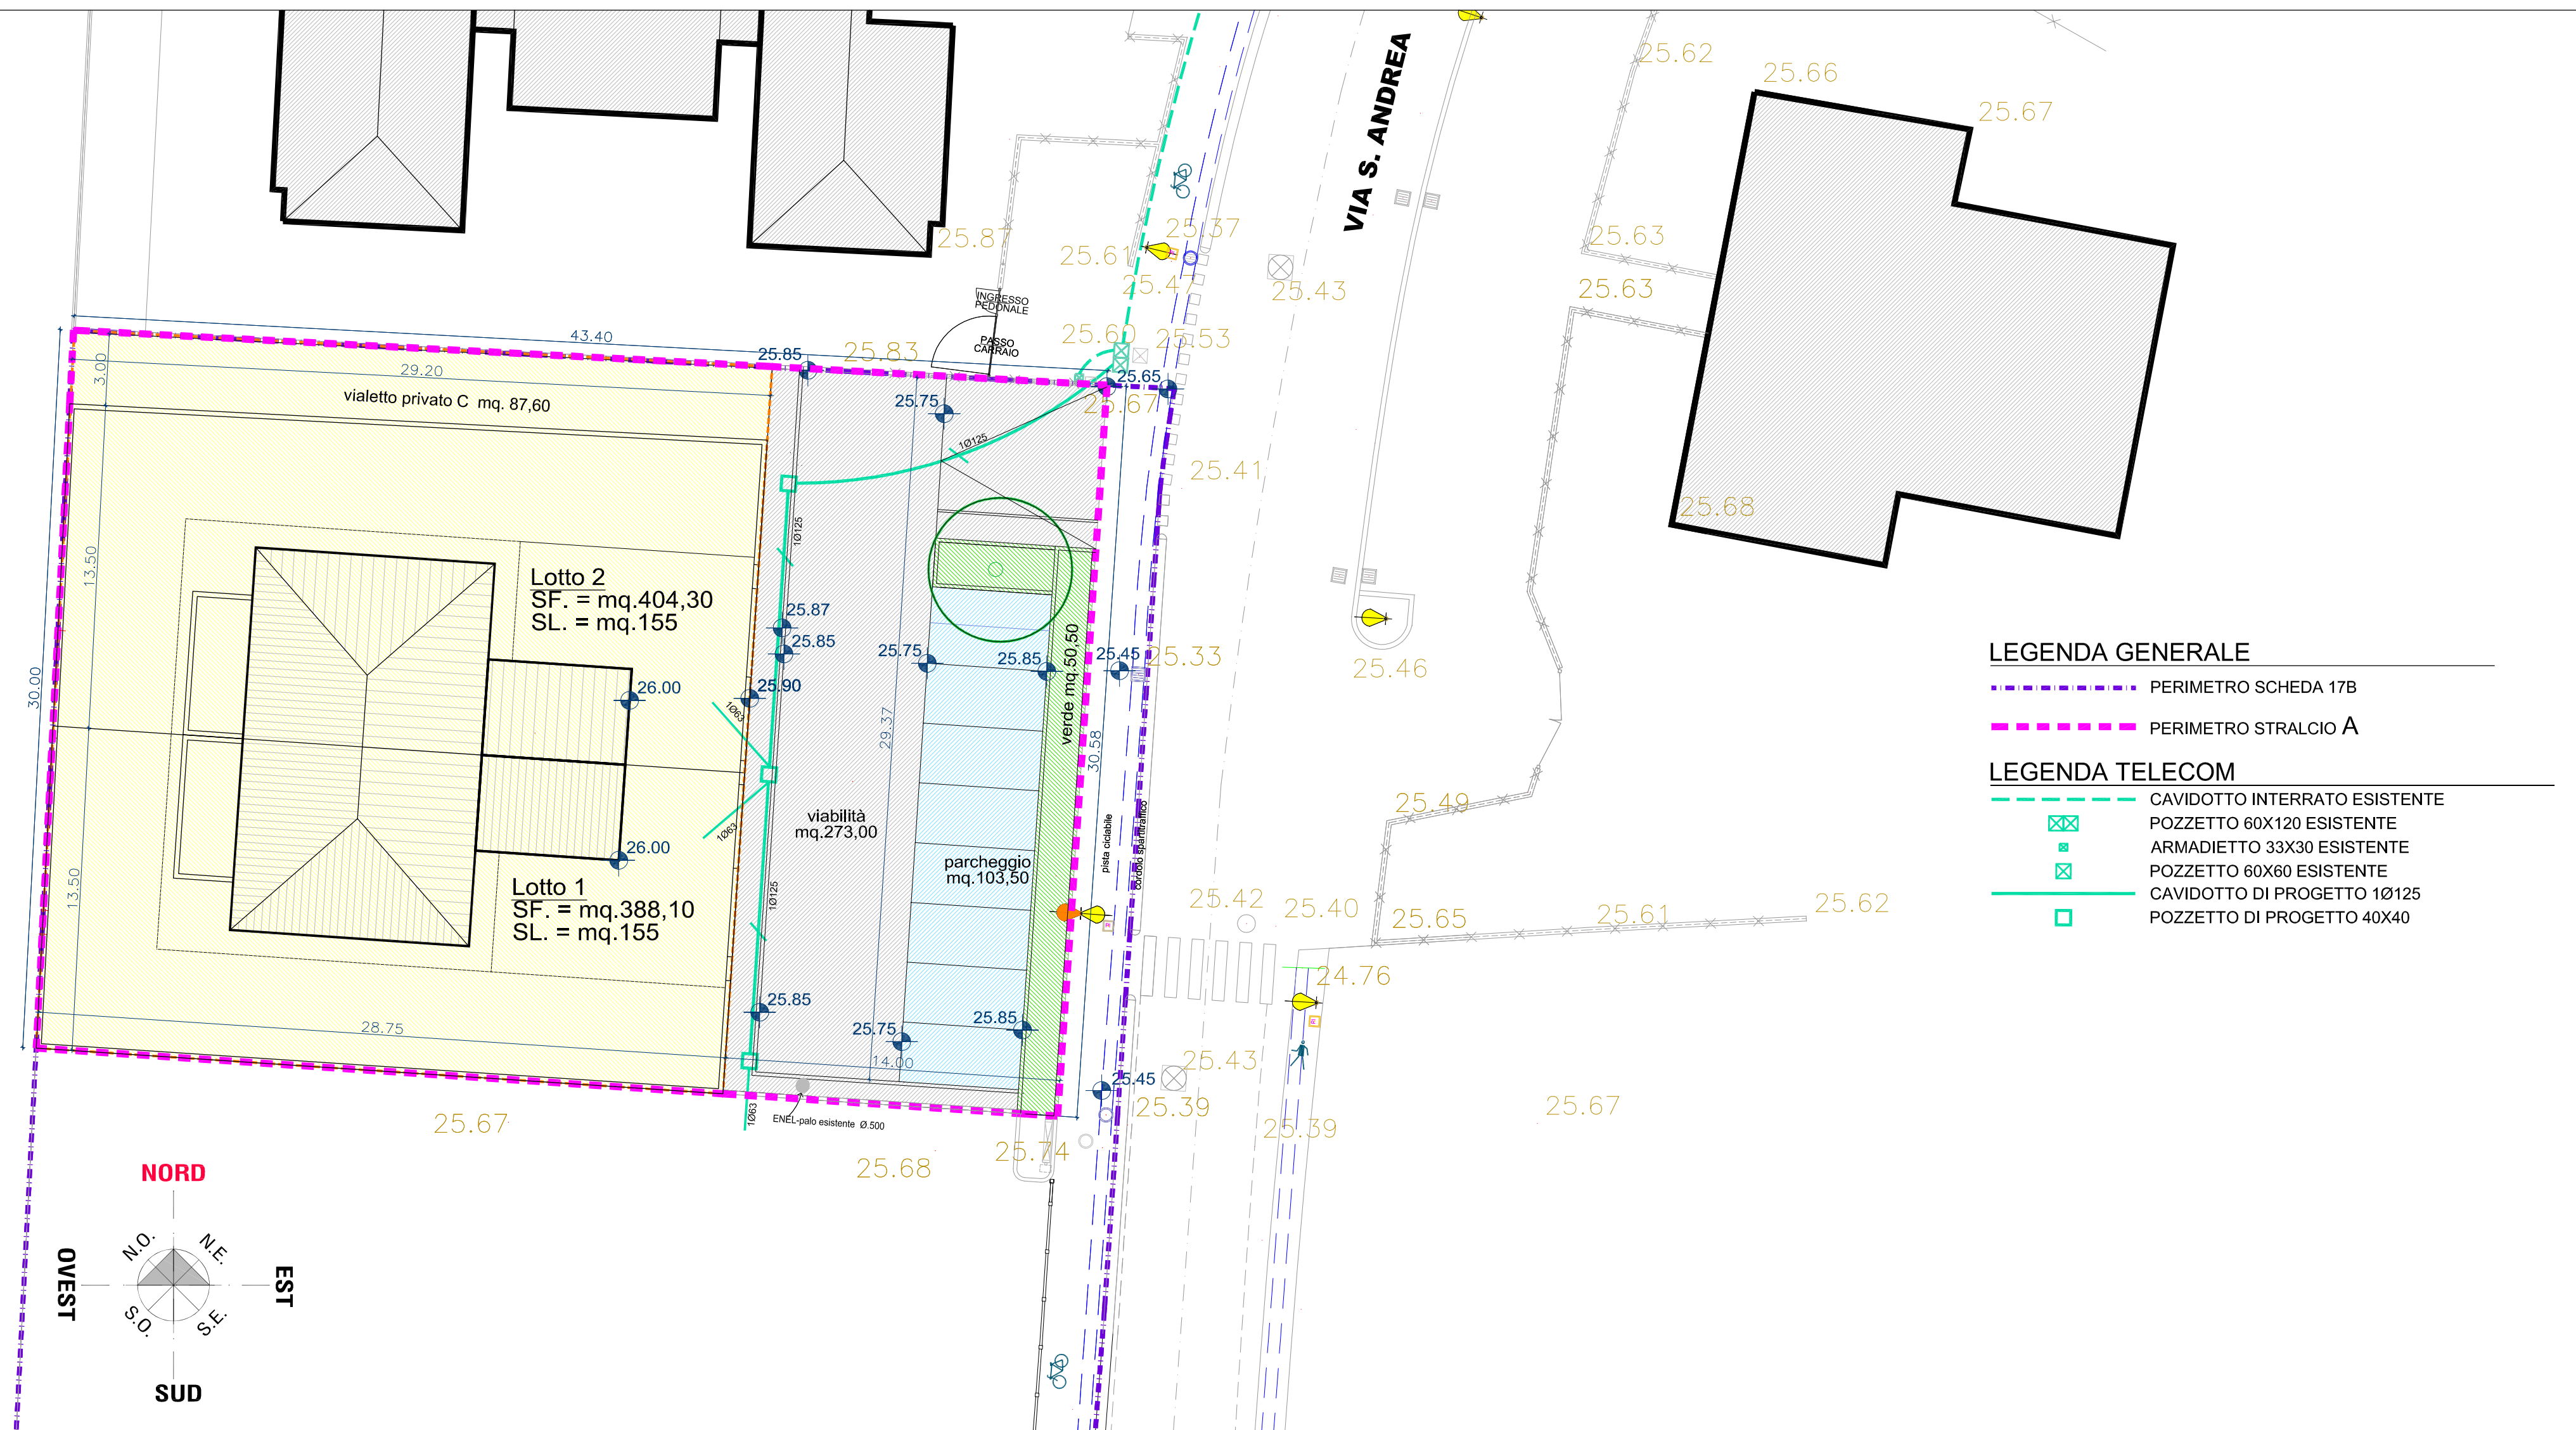 VIA S. ANDREA
25.62
25.66
25.67
25.87
25.37
25.61
25.47
25.43
25.63
25.63
INGRESSO
PEDONALE
PASSO
CARRAIO
25.60
25.53
43.40
25.85
25.83
25.65
25.67
29.20
3.00
vialetto privato C  mq. 87,60
25.75
1Ø125
25.41
25.68
1Ø125
13.50
Lotto 2
SF. = mq.404,30
SL. = mq.155
25.87
25.85
25.75
25.85
25.45
25.33
25.46
verde mq.50,50
30.00
26.00
25.90
1Ø63
29.37
30.58
1Ø63
viabilità
mq.273,00
parcheggio
mq.103,50
pista ciclabile
cordolo spartitraffico
25.49
26.00
13.50
Lotto 1
SF. = mq.388,10
SL. = mq.155
1Ø125
25.42
25.40
25.65
25.61
25.62
24.76
25.85
25.75
25.85
28.75
14.00
25.43
25.45
25.39
25.39
25.67
25.67
1Ø63
ENEL-palo esistente  Ø.500
25.68
25.74
LEGENDA GENERALE
PERIMETRO SCHEDA 17B
PERIMETRO STRALCIO A
LEGENDA TELECOM
CAVIDOTTO INTERRATO ESISTENTE
POZZETTO 60X120 ESISTENTE
ARMADIETTO 33X30 ESISTENTE
POZZETTO 60X60 ESISTENTE
CAVIDOTTO DI PROGETTO 1Ø125
POZZETTO DI PROGETTO 40X40
NORD
N.O.
N.E.
OVEST
EST
S.O.
S.E.
SUD